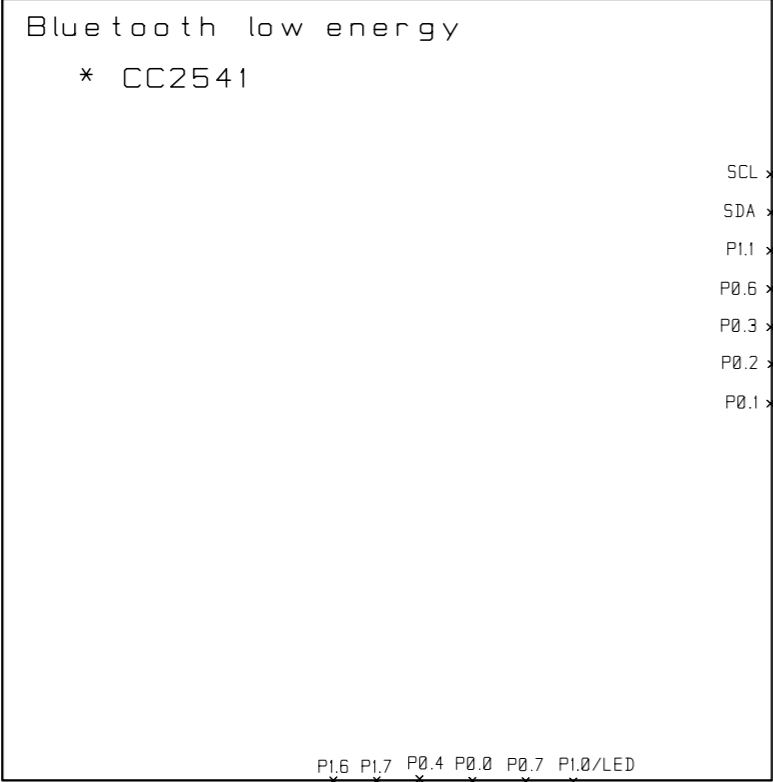 Bluetooth low energy
* CC2541
SCL
SDA
P1.1
P0.6
P0.3
P0.2
P0.1
P1.6 P1.7 P0.4 P0.0 P0.7 P1.0/LED